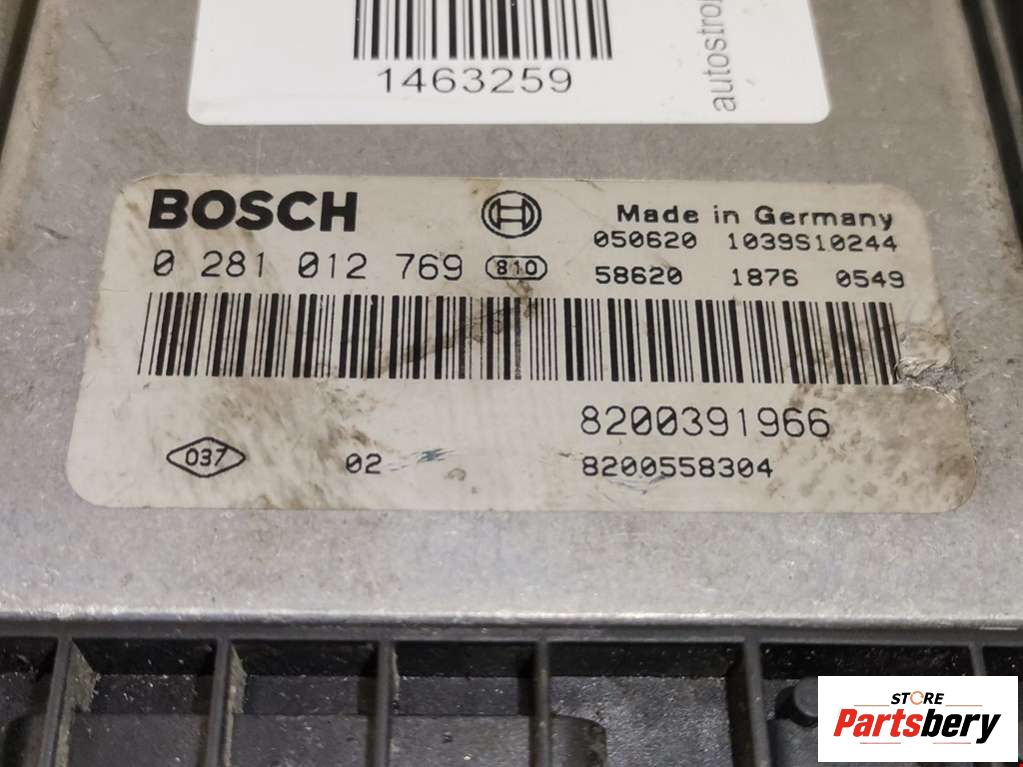 1463259
BOSCH
Made in Germany
050620 1039S10244
0 281 012 769 810
58620 1876 0549
8200391966
037 02
8200558304
STORE
Partsbery